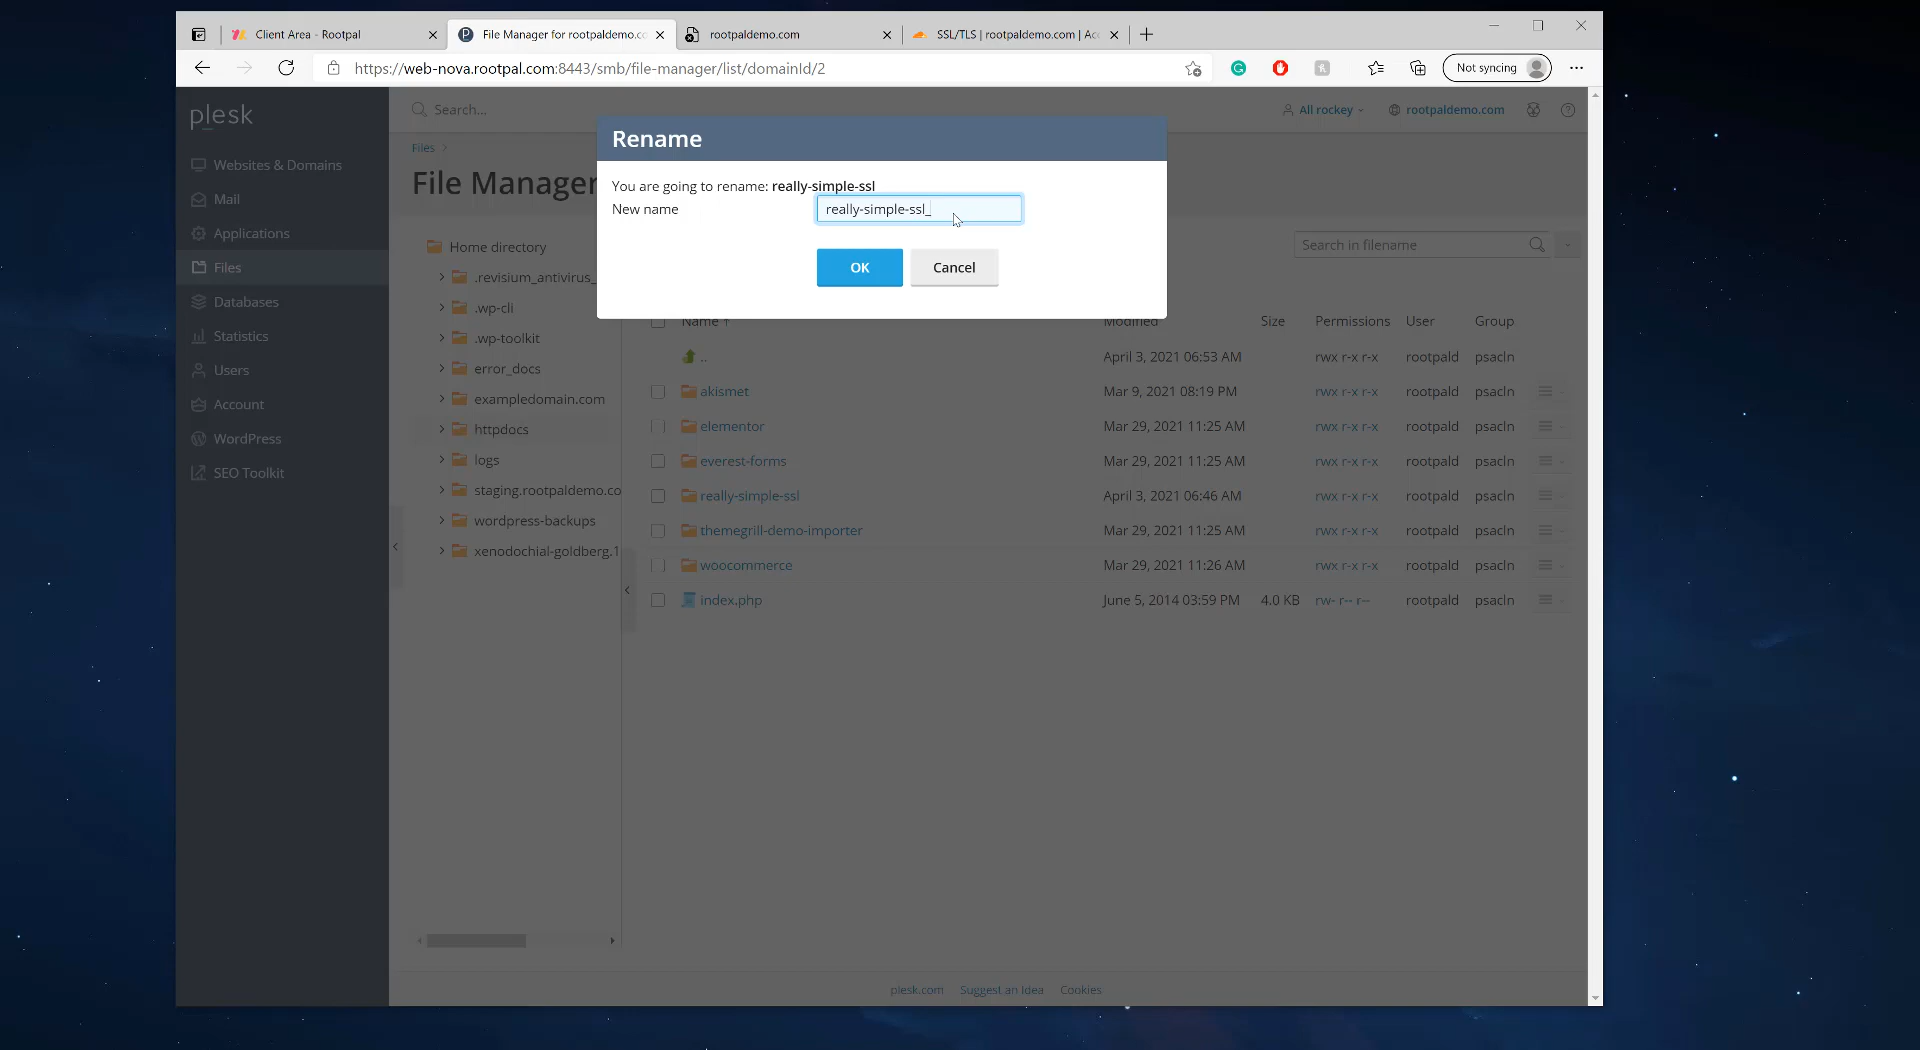 Client Area - Rootpal
File Manager for rootpaldemo.co
rootpaldemo.com
SSL/TLS | rootpaldemo.com | Acc
https://web-nova.rootpal.com:8443/smb/file-manager/list/domainId/2
Not syncing
plesk
Search...
All rockey
rootpaldemo.com
Websites & Domains
Mail
Applications
Files
Databases
Statistics
Users
Account
WordPress
SEO Toolkit
Files
File Manager
Rename
You are going to rename: really-simple-ssl
New name
really-simple-ssl_
OK
Cancel
Search in filename
Home directory
.revisium_antivirus_
.wp-cli
.wp-toolkit
error_docs
exampledomain.com
httpdocs
logs
staging.rootpaldemo.co
wordpress-backups
xenodochial-goldberg.1
Name Modified Size Permissions User Group
.. April 3, 2021 06:53 AM rwx r-x r-x rootpald psacln
akismet Mar 9, 2021 08:19 PM rwx r-x r-x rootpald psacln
elementor Mar 29, 2021 11:25 AM rwx r-x r-x rootpald psacln
everest-forms Mar 29, 2021 11:25 AM rwx r-x r-x rootpald psacln
really-simple-ssl April 3, 2021 06:46 AM rwx r-x r-x rootpald psacln
themegrill-demo-importer Mar 29, 2021 11:25 AM rwx r-x r-x rootpald psacln
woocommerce Mar 29, 2021 11:26 AM rwx r-x r-x rootpald psacln
index.php June 5, 2014 03:59 PM 4.0 KB rw- r-- r-- rootpald psacln
plesk.com Suggest an Idea Cookies